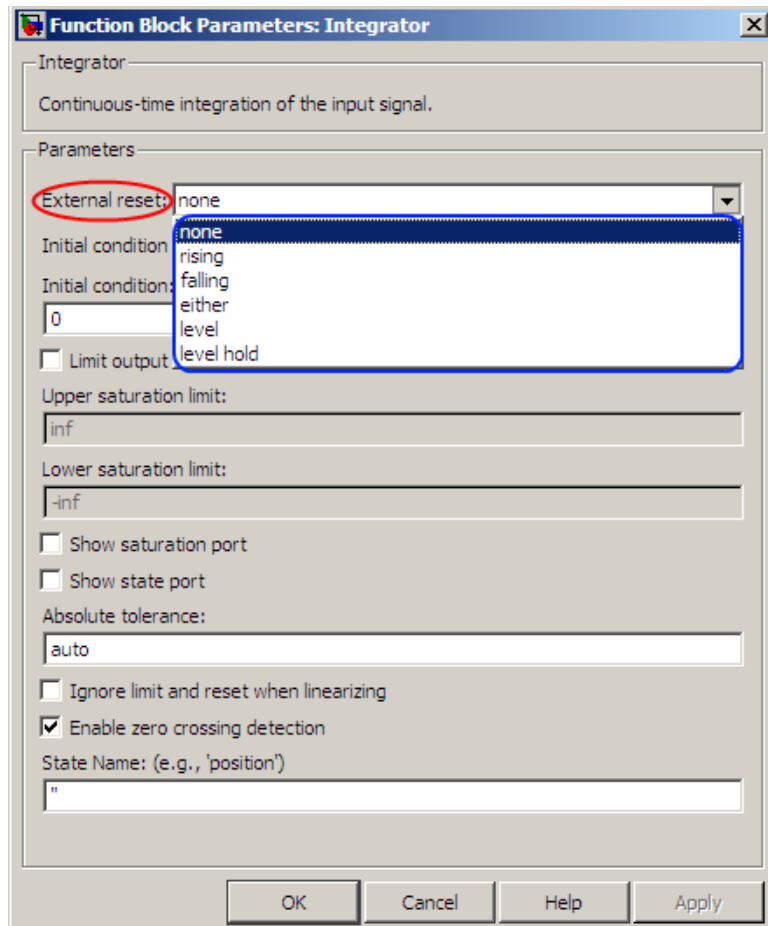 Function Block Parameters: Integrator
Integrator
Continuous-time integration of the input signal.
Parameters
External reset: none
none
rising
Initial condition
falling
Initial condition:
either
0
level
level hold
Limit output
Upper saturation limit:
inf
Lower saturation limit:
-inf
Show saturation port
Show state port
Absolute tolerance:
auto
Ignore limit and reset when linearizing
Enable zero crossing detection
State Name: (e.g., 'position')
''
OK Cancel Help Apply